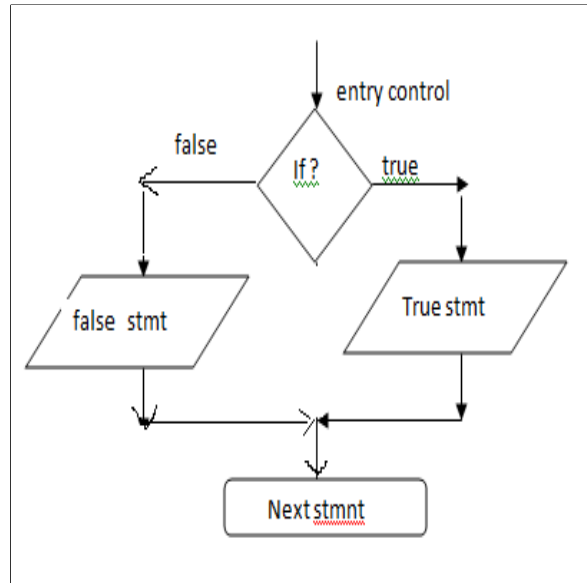 entry control
false
If ?
true
false stmt
True stmt
Next stmnt